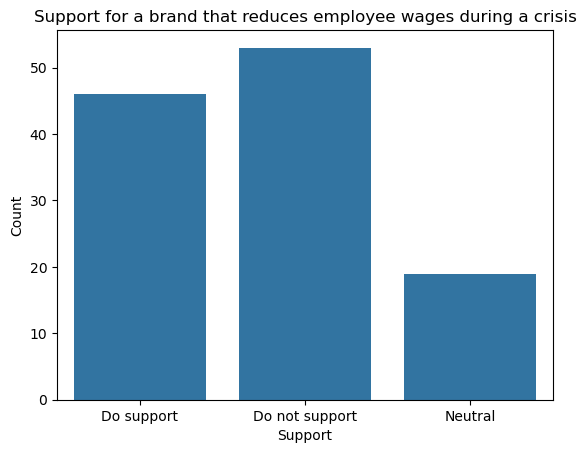 Support for a brand that reduces employee wages during a crisis
50
40
30
20
10
0
Count
Do support
Do not support
Neutral
Support